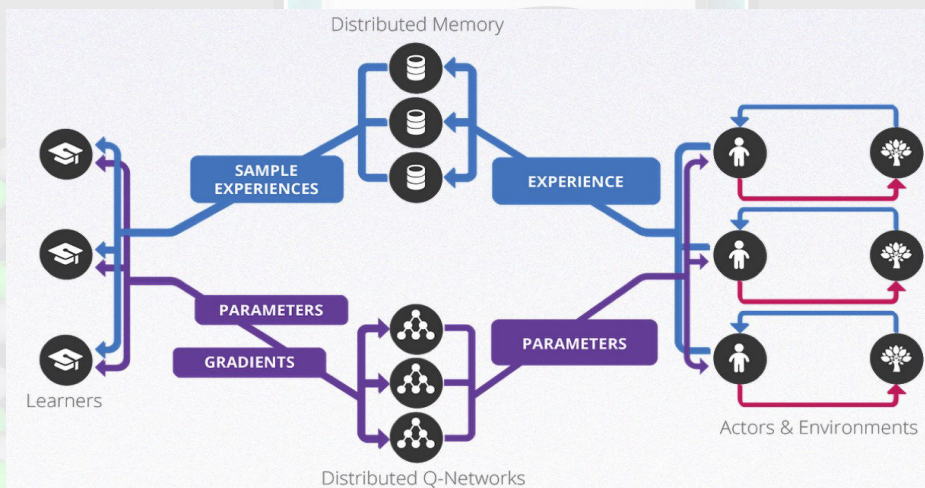 Distributed Memory
SAMPLE
EXPERIENCES
EXPERIENCE
PARAMETERS
GRADIENTS
PARAMETERS
Learners
Actors & Environments
Distributed Q-Networks